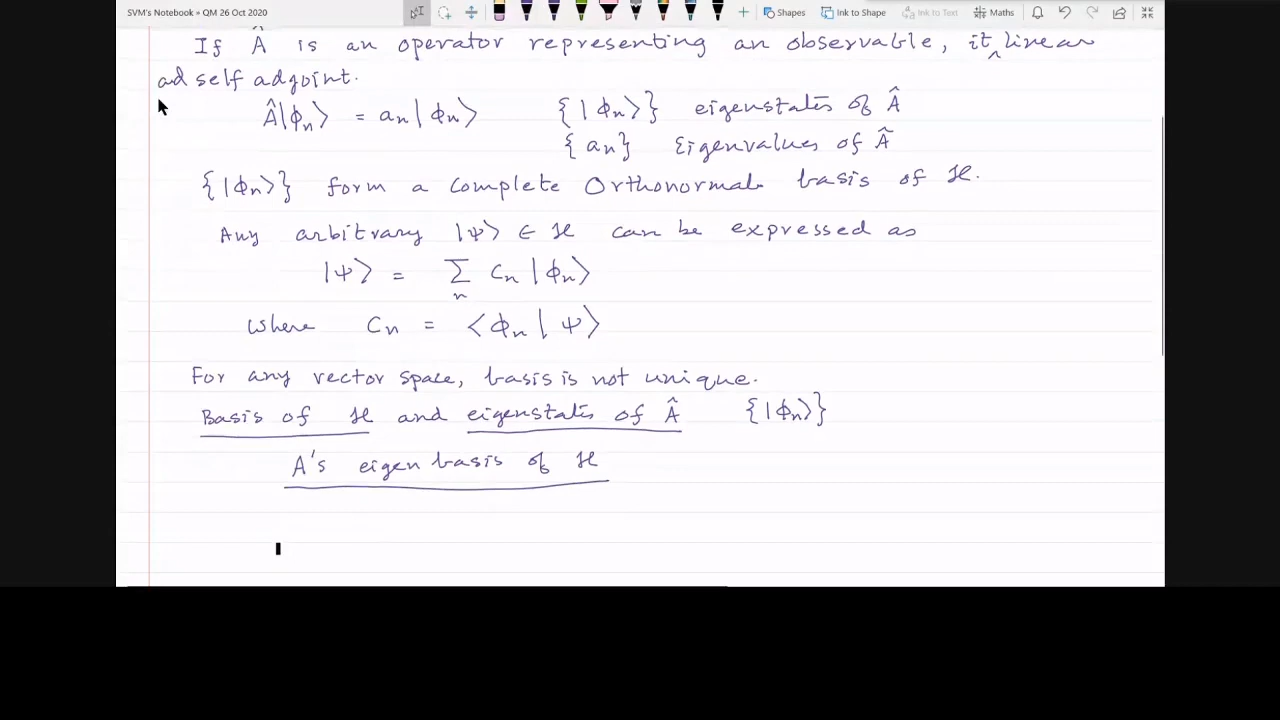 SVM's Notebook » QM 26 Oct 2020
Shapes Ink to Shape Ink to Text Maths
If Â is an operator representing an observable, it ^ linear
ad self adjoint.
Â|ϕn⟩ = an|ϕn⟩ {|ϕn⟩} eigenstates of Â
{an} Eigenvalues of Â
{|ϕn⟩} form a complete Orthonormal basis of ℋ.
Any arbitrary |ψ⟩ ∈ ℋ can be expressed as
|ψ⟩ = Σn Cn |ϕn⟩
where Cn = ⟨ϕn|ψ⟩
For any vector space, basis is not unique.
Basis of ℋ and eigenstates of Â {|ϕn⟩}
A's eigen basis of ℋ